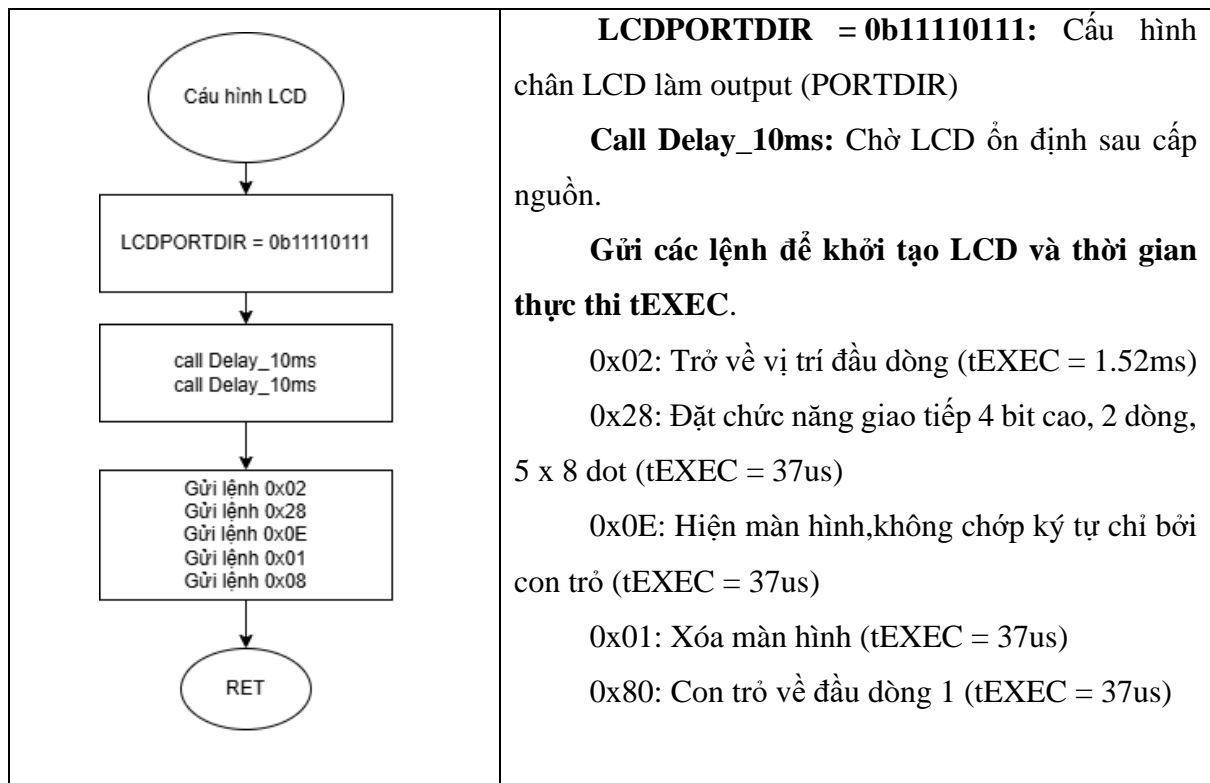 Cáu hình LCD
LCDPORTDIR = 0b11110111
call Delay_10ms
call Delay_10ms
Gửi lệnh 0x02
Gửi lệnh 0x28
Gửi lệnh 0x0E
Gửi lệnh 0x01
Gửi lệnh 0x08
RET
LCDPORTDIR = 0b11110111: Cấu hình
chân LCD làm output (PORTDIR)
Call Delay_10ms: Chờ LCD ổn định sau cấp
nguồn.
Gửi các lệnh để khởi tạo LCD và thời gian
thực thi tEXEC.
0x02: Trở về vị trí đầu dòng (tEXEC = 1.52ms)
0x28: Đặt chức năng giao tiếp 4 bit cao, 2 dòng,
5 x 8 dot (tEXEC = 37us)
0x0E: Hiện màn hình,không chớp ký tự chỉ bởi
con trỏ (tEXEC = 37us)
0x01: Xóa màn hình (tEXEC = 37us)
0x80: Con trỏ về đầu dòng 1 (tEXEC = 37us)